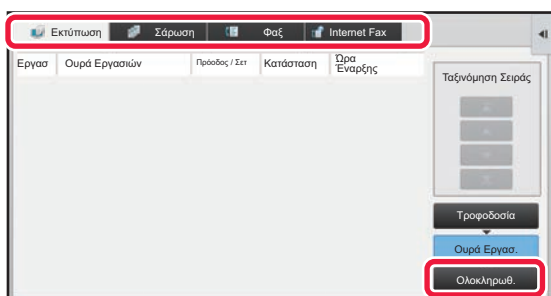 Εκτύπωση Σάρωση Φαξ Internet Fax
Εργασ Ουρά Εργασιών Πρόοδος / Σετ Κατάσταση Ώρα Έναρξης
Ταξινόμηση Σειράς
Τροφοδοσία
Ουρά Εργασ.
Ολοκληρωθ.